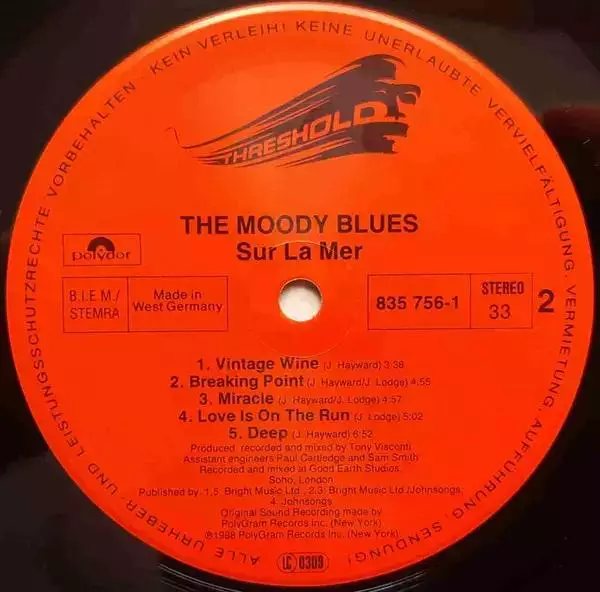 ALLE URHEBER- UND LEISTUNGSSCHUTZRECHTE VORBEHALTEN · KEIN VERLEIH! KEINE UNERLAUBTE VERVIELFÄLTIGUNG, VERMIETUNG, AUFFÜHRUNG, SENDUNG!
THRESHOLD
THE MOODY BLUES
Sur La Mer
polydor
B.I.E.M./
STEMRA
Made in
West Germany
835 756-1
STEREO
33
2
1. Vintage Wine (J. Hayward) 3:38
2. Breaking Point (J. Hayward/J. Lodge) 4:55
3. Miracle (J. Hayward/J. Lodge) 4:57
4. Love Is On The Run (J. Lodge) 5:02
5. Deep (J. Hayward) 6:52
Produced, recorded and mixed by Tony Visconti
Assistant engineers Paul Cartledge and Sam Smith
Recorded and mixed at Good Earth Studios,
Soho, London
Published by: 1,5: Bright Music Ltd., 2,3: Bright Music Ltd/Johnsongs,
4: Johnsongs
Original Sound Recording made by
PolyGram Records Inc. (New York)
℗1988 PolyGram Records Inc. (New York)
LC 0309